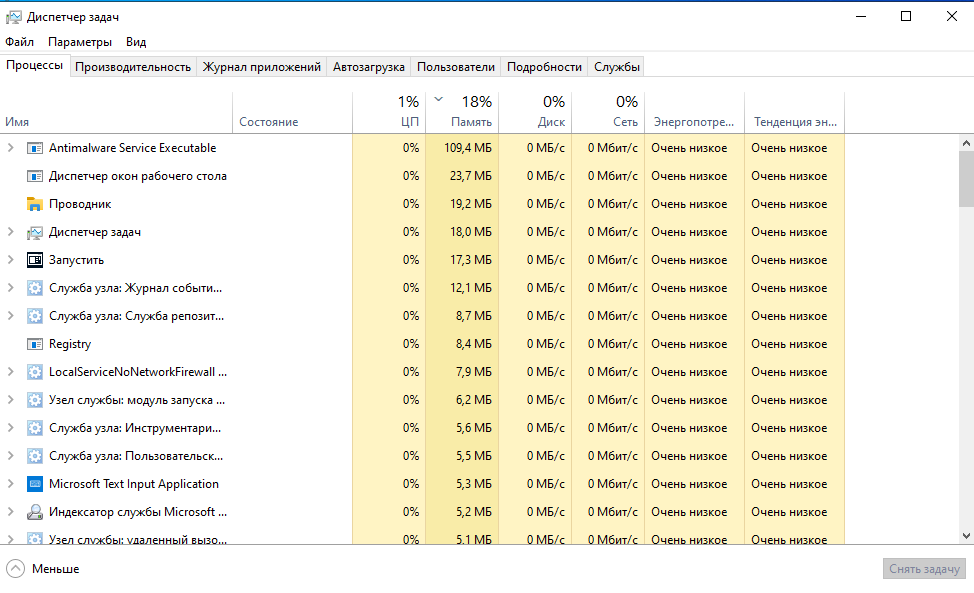 Диспетчер задач
Файл Параметры Вид
Процессы Производительность Журнал приложений Автозагрузка Пользователи Подробности Службы
1% 18% 0% 0%
Имя Состояние ЦП Память Диск Сеть Энергопотре... Тенденция эн...
Antimalware Service Executable 0% 109,4 МБ 0 МБ/с 0 Мбит/с Очень низкое Очень низкое
Диспетчер окон рабочего стола 0% 23,7 МБ 0 МБ/с 0 Мбит/с Очень низкое Очень низкое
Проводник 0% 19,2 МБ 0 МБ/с 0 Мбит/с Очень низкое Очень низкое
Диспетчер задач 0% 18,0 МБ 0 МБ/с 0 Мбит/с Очень низкое Очень низкое
Запустить 0% 17,3 МБ 0 МБ/с 0 Мбит/с Очень низкое Очень низкое
Служба узла: Журнал событи... 0% 12,1 МБ 0 МБ/с 0 Мбит/с Очень низкое Очень низкое
Служба узла: Служба репозит... 0% 8,7 МБ 0 МБ/с 0 Мбит/с Очень низкое Очень низкое
Registry 0% 8,4 МБ 0 МБ/с 0 Мбит/с Очень низкое Очень низкое
LocalServiceNoNetworkFirewall ... 0% 7,9 МБ 0 МБ/с 0 Мбит/с Очень низкое Очень низкое
Узел службы: модуль запуска ... 0% 6,2 МБ 0 МБ/с 0 Мбит/с Очень низкое Очень низкое
Служба узла: Инструментари... 0% 5,6 МБ 0 МБ/с 0 Мбит/с Очень низкое Очень низкое
Служба узла: Пользовательск... 0% 5,5 МБ 0 МБ/с 0 Мбит/с Очень низкое Очень низкое
Microsoft Text Input Application 0% 5,3 МБ 0 МБ/с 0 Мбит/с Очень низкое Очень низкое
Индексатор службы Microsoft ... 0% 5,2 МБ 0 МБ/с 0 Мбит/с Очень низкое Очень низкое
Узел службы: удаленный вызо... 0% 5,1 МБ 0 МБ/с 0 Мбит/с Очень низкое Очень низкое
Меньше Снять задачу